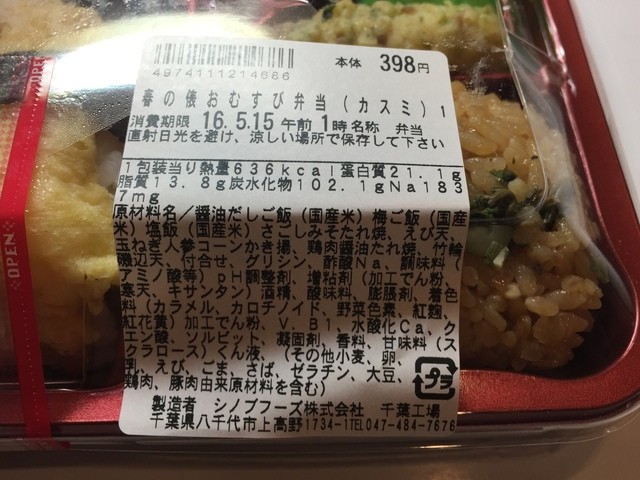 OPEN
4974111214686
本体 398円
春の俵おむすび弁当(カスミ) 1
消費期限 16.5.15 午前 1時 名称 弁当
直射日光を避け、涼しい場所で保存して下さい
1包装当り熱量636kcal蛋白質21.1g
脂質13.8g炭水化物102.1gNa183
7mg
原材料名/醤油だしご飯(国産米)梅ご飯(国産
米)塩飯(国産米)さごしみそたれ焼、えび天、
玉ねぎ人参コーンかき揚、鶏肉醤油たれ焼、竹輪
磯辺天、付合せ、グリシン、酢酸Na、調味料(
アミノ酸等)pH調整剤、増粘剤(加工でん粉、
寒天、キサンタン)酒精、酸味料、膨脹剤、着色
料(カラメル、カロチノイド、野菜色素、紅麹、
紅花黄)加工でん粉、V.B1、水酸化Ca、ク
エン酸、ソルビット、凝固剤、香料、甘味料(ス
クラロース)くん液、(その他小麦、卵、
乳、えび、ごま、さば、ゼラチン、大豆、
鶏肉、豚肉由来原材料を含む)
プラ
製造者 シノブフーズ株式会社 千葉工場
千葉県八千代市上高野1734-1TEL047-484-7676
OPEN
OPEN